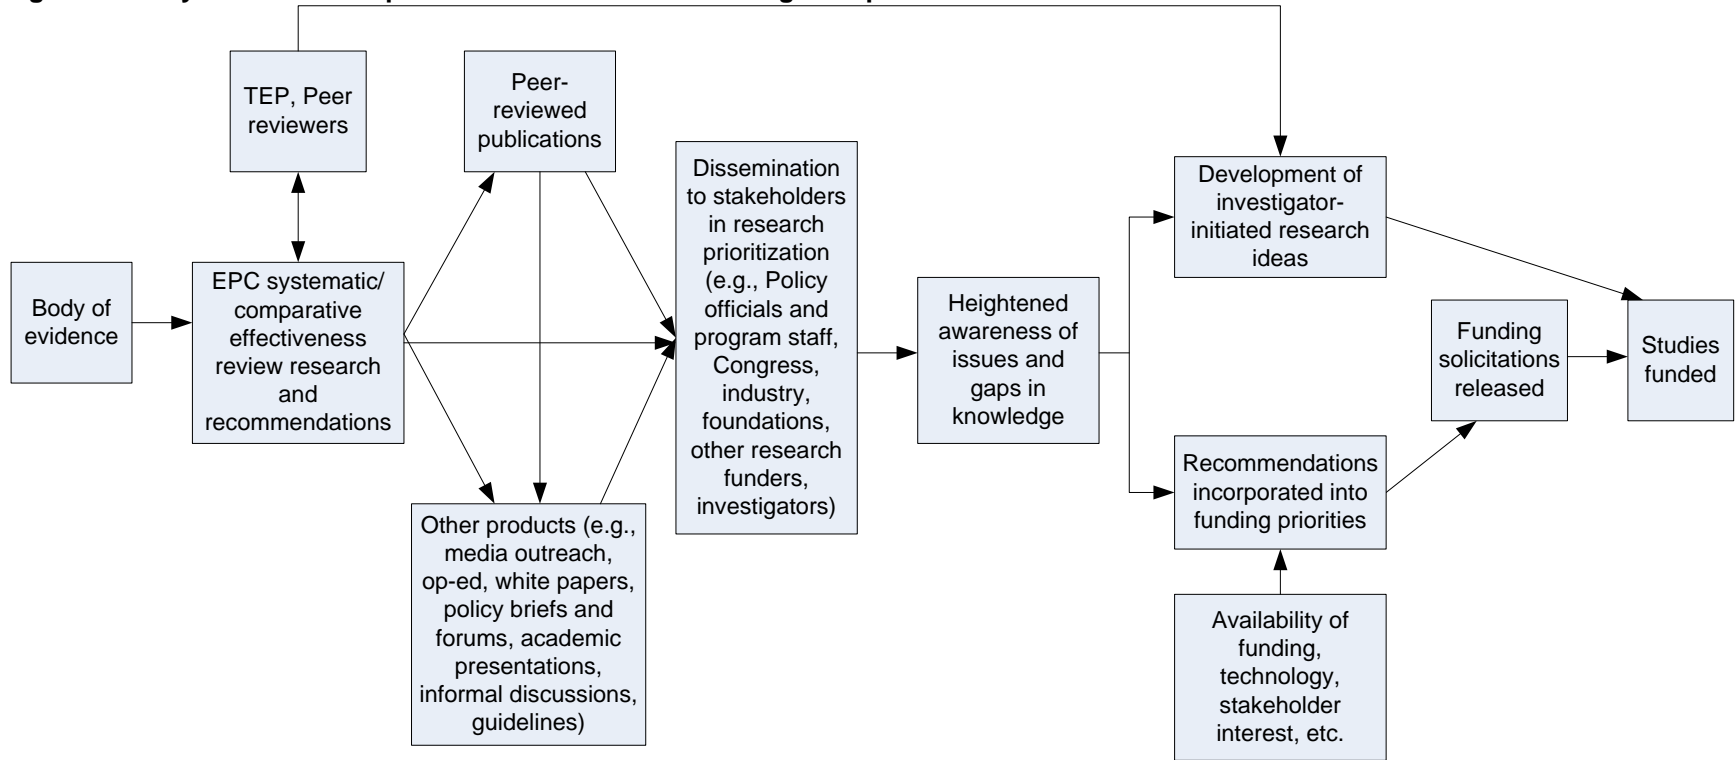 TEP, Peer
reviewers
Peer-
reviewed
publications
Body of
evidence
EPC systematic/
comparative
effectiveness
review research
and
recommendations
Other products (e.g.,
media outreach,
op-ed, white papers,
policy briefs and
forums, academic
presentations,
informal discussions,
guidelines)
Dissemination
to stakeholders
in research
prioritization
(e.g., Policy
officials and
program staff,
Congress,
industry,
foundations,
other research
funders,
investigators)
Heightened
awareness of
issues and
gaps in
knowledge
Development of
investigator-
initiated research
ideas
Recommendations
incorporated into
funding priorities
Availability of
funding,
technology,
stakeholder
interest, etc.
Funding
solicitations
released
Studies
funded